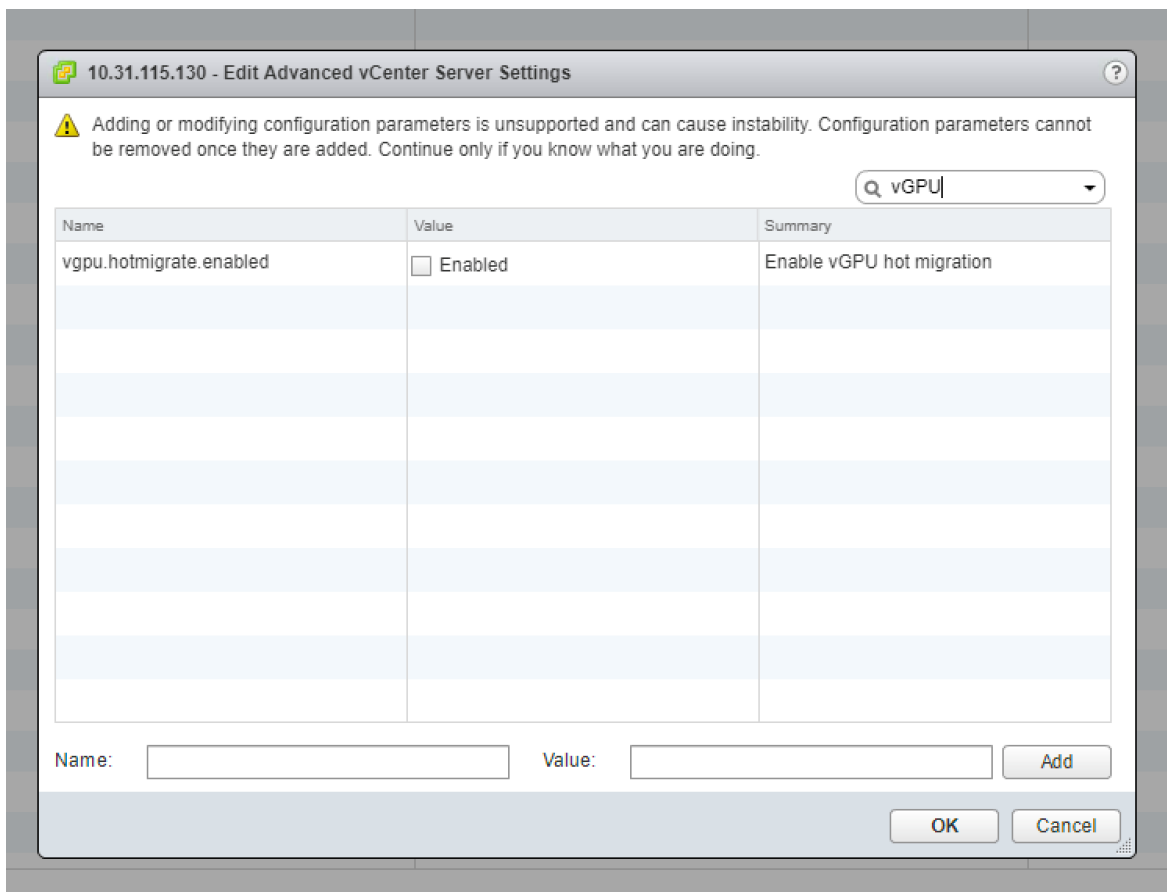 10.31.115.130 - Edit Advanced vCenter Server Settings
?
Adding or modifying configuration parameters is unsupported and can cause instability. Configuration parameters cannot
be removed once they are added. Continue only if you know what you are doing.
vGPU
Name Value Summary
vgpu.hotmigrate.enabled Enabled Enable vGPU hot migration
Name: Value: Add
OK Cancel